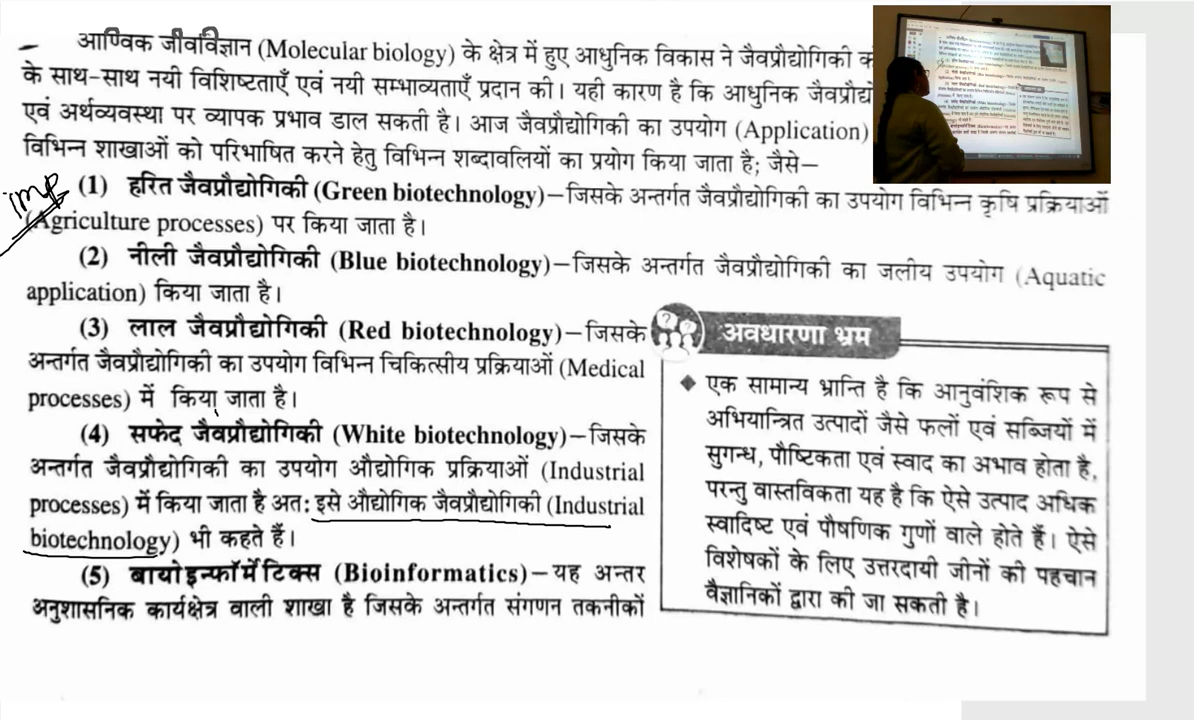 आण्विक जीवविज्ञान (Molecular biology) के क्षेत्र में हुए आधुनिक विकास ने जैवप्रौद्योगिकी
के साथ-साथ नयी विशिष्टताएँ एवं नयी सम्भाव्यताएँ प्रदान की। यही कारण है कि आधुनिक
एवं अर्थव्यवस्था पर व्यापक प्रभाव डाल सकती है। आज जैवप्रौद्योगिकी का उपयोग (Application)
विभिन्न शाखाओं को परिभाषित करने हेतु विभिन्न शब्दावलियों का प्रयोग किया जाता है; जैसे—
imp
(1) हरित जैवप्रौद्योगिकी (Green biotechnology)—जिसके अन्तर्गत जैवप्रौद्योगिकी का उपयोग विभिन्न कृषि प्रक्रियाओं
(Agriculture processes) पर किया जाता है।
(2) नीली जैवप्रौद्योगिकी (Blue biotechnology)—जिसके अन्तर्गत जैवप्रौद्योगिकी का जलीय उपयोग (Aquatic
application) किया जाता है।
(3) लाल जैवप्रौद्योगिकी (Red biotechnology)—जिसके
अन्तर्गत जैवप्रौद्योगिकी का उपयोग विभिन्न चिकित्सीय प्रक्रियाओं (Medical
processes) में किया जाता है।
(4) सफेद जैवप्रौद्योगिकी (White biotechnology)—जिसके
अन्तर्गत जैवप्रौद्योगिकी का उपयोग औद्योगिक प्रक्रियाओं (Industrial
processes) में किया जाता है अत: इसे औद्योगिक जैवप्रौद्योगिकी (Industrial
biotechnology) भी कहते हैं।
(5) बायोइन्फॉर्मेटिक्स (Bioinformatics)—यह अन्तर
अनुशासनिक कार्यक्षेत्र वाली शाखा है जिसके अन्तर्गत संगणन तकनीकों
अवधारणा भ्रम
◆ एक सामान्य भ्रान्ति है कि आनुवंशिक रूप से
अभियान्त्रित उत्पादों जैसे फलों एवं सब्जियों में
सुगन्ध, पौष्टिकता एवं स्वाद का अभाव होता है,
परन्तु वास्तविकता यह है कि ऐसे उत्पाद अधिक
स्वादिष्ट एवं पौषणिक गुणों वाले होते हैं। ऐसे
विशेषकों के लिए उत्तरदायी जीनों की पहचान
वैज्ञानिकों द्वारा की जा सकती है।